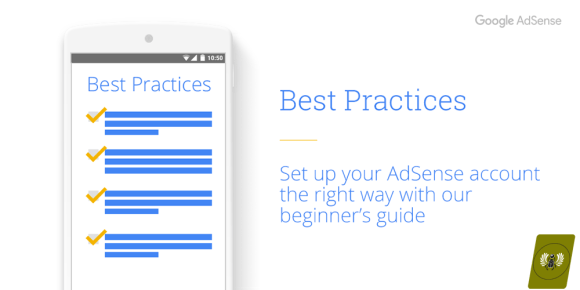 Google AdSense
10:50
Best Practices
Best Practices
Set up your AdSense account
the right way with our
beginner's guide